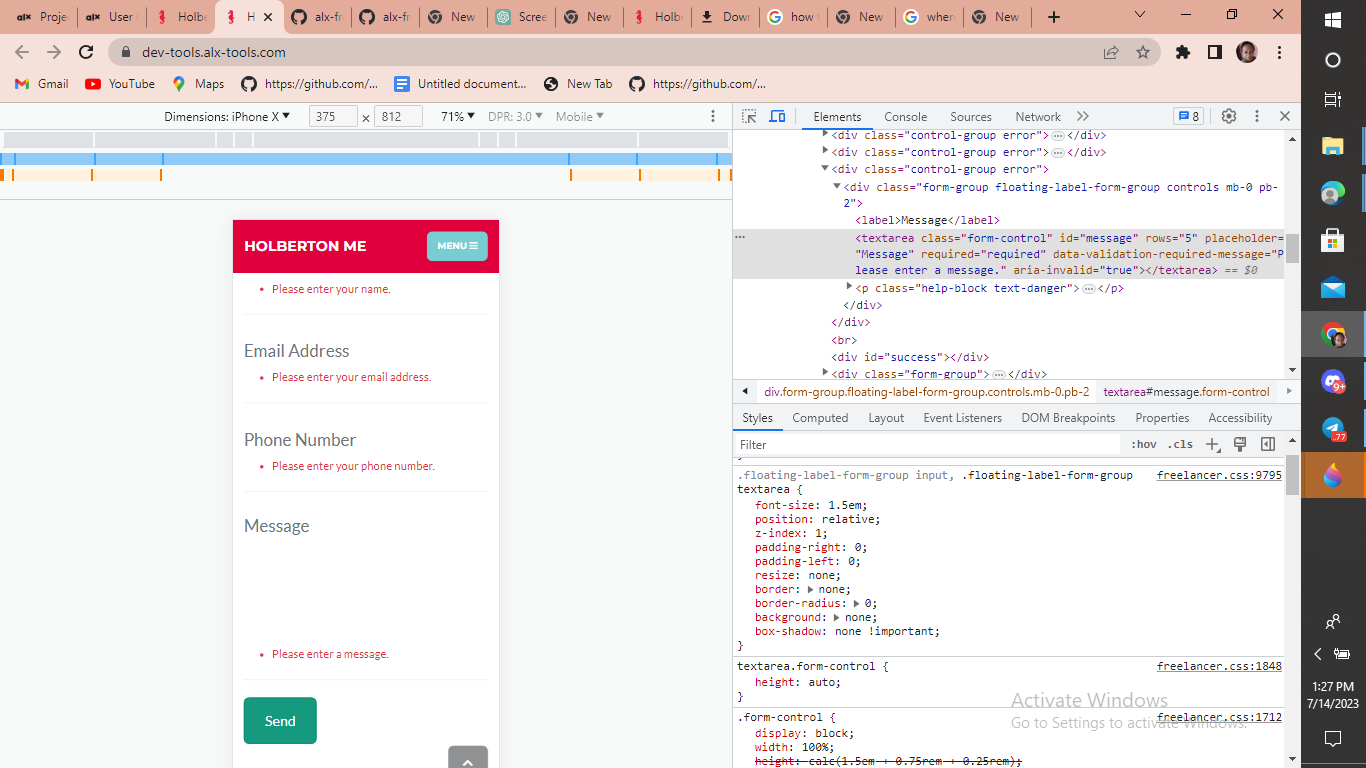 alx Proje
alx User
Holbe
H
alx-fr
alx-fr
New
Scree
New
Holb
Down
how
New
wher
New
dev-tools.alx-tools.com
Gmail
YouTube
Maps
https://github.com/...
Untitled document...
New Tab
https://github.com/...
Dimensions: iPhone X ▼
375 x 812
71% ▼
DPR: 3.0 ▼
Mobile ▼
HOLBERTON ME
MENU
Please enter your name.
Email Address
Please enter your email address.
Phone Number
Please enter your phone number.
Message
Please enter a message.
Send
Elements
Console
Sources
Network
8
<div class="control-group error"> </div>
<div class="control-group error"> </div>
<div class="control-group error">
<div class="form-group floating-label-form-group controls mb-0 pb-
2">
<label>Message</label>
<textarea class="form-control" id="message" rows="5" placeholder=
"Message" required="required" data-validation-required-message="P
lease enter a message." aria-invalid="true"></textarea> == $0
<p class="help-block text-danger"> </p>
</div>
</div>
<br>
<div id="success"></div>
<div class="form-group"> </div>
div.form-group.floating-label-form-group.controls.mb-0.pb-2
textarea#message.form-control
Styles
Computed
Layout
Event Listeners
DOM Breakpoints
Properties
Accessibility
Filter
:hov
.cls
}
.floating-label-form-group input, .floating-label-form-group freelancer.css:9795
textarea {
font-size: 1.5em;
position: relative;
z-index: 1;
padding-right: 0;
padding-left: 0;
resize: none;
border: none;
border-radius: 0;
background: none;
box-shadow: none !important;
}
textarea.form-control { freelancer.css:1848
height: auto;
}
.form-control { freelancer.css:1712
display: block;
width: 100%;
height: calc(1.5em + 0.75rem + 0.25rem);
Activate Windows
Go to Settings to activate Windows.
9+
.77
1:27 PM
7/14/2023